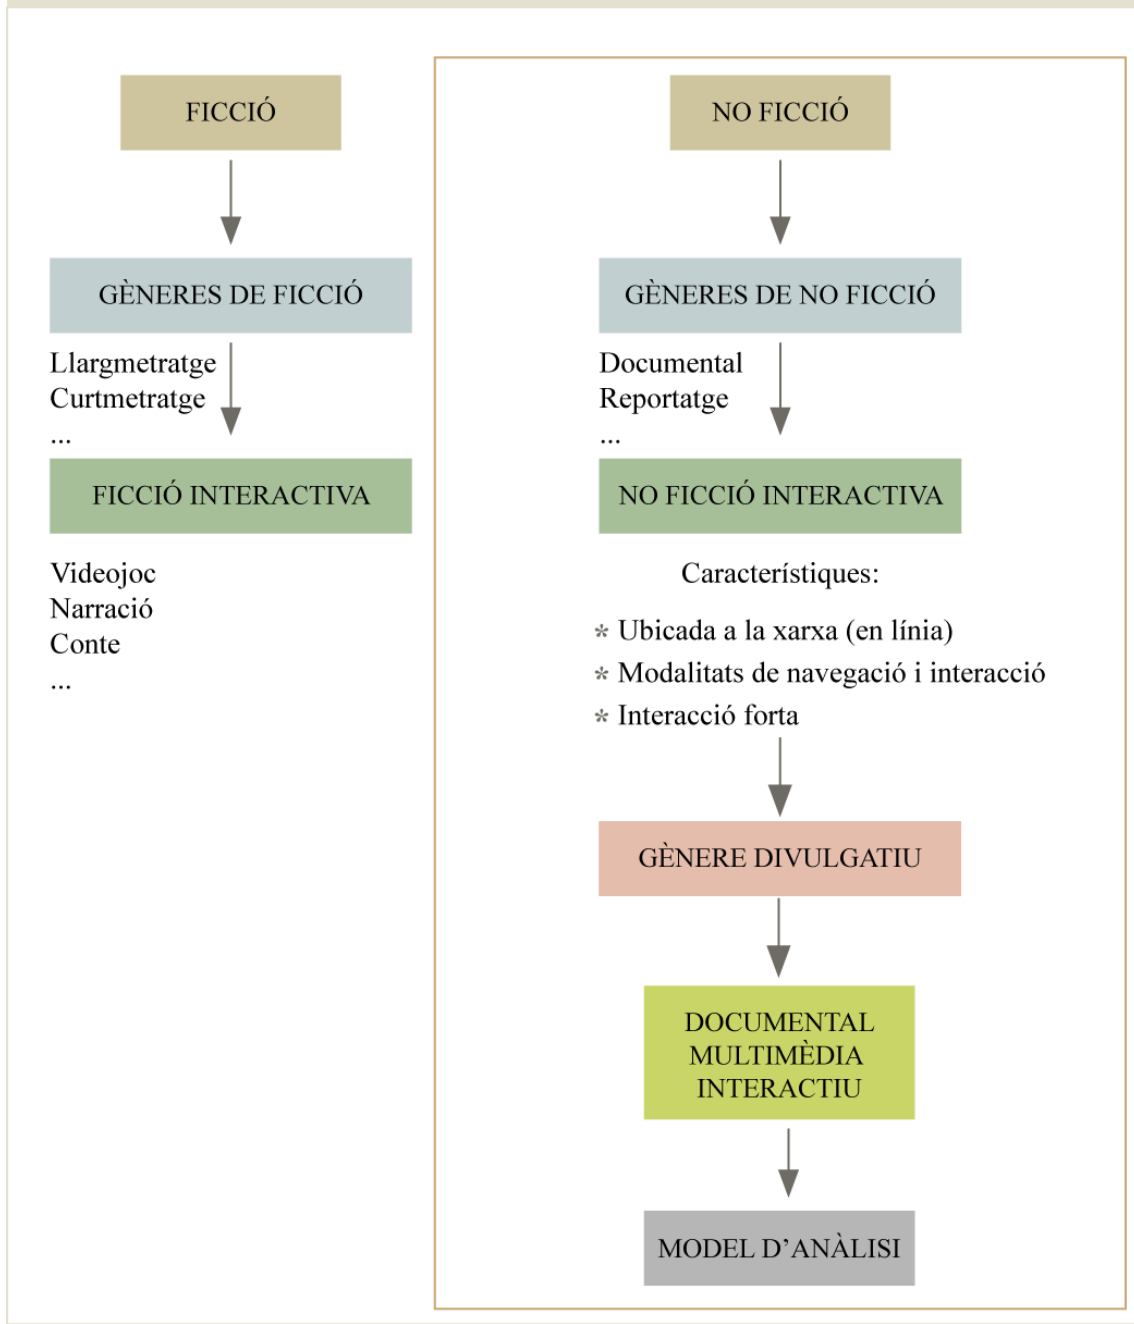 FICCIÓ
GÈNERES DE FICCIÓ
Llargmetratge
Curtmetratge
...
FICCIÓ INTERACTIVA
Videojoc
Narració
Conte
...
NO FICCIÓ
GÈNERES DE NO FICCIÓ
Documental
Reportatge
...
NO FICCIÓ INTERACTIVA
Característiques:
* Ubicada a la xarxa (en línia)
* Modalitats de navegació i interacció
* Interacció forta
GÈNERE DIVULGATIU
DOCUMENTAL
MULTIMÈDIA
INTERACTIU
MODEL D’ANÀLISI